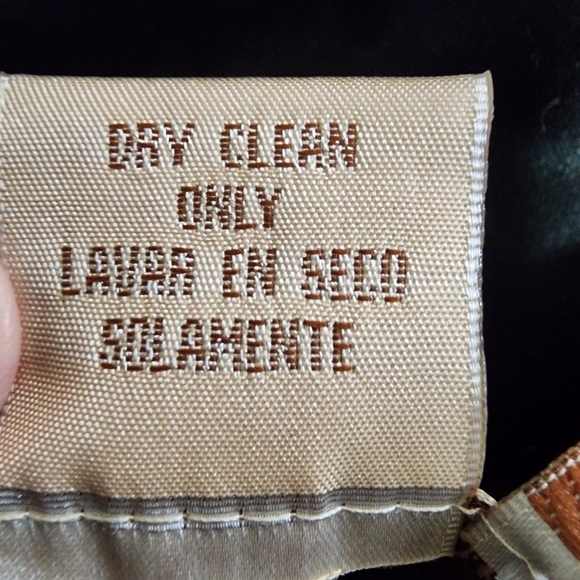 DRY CLEAN
ONLY
LAVAR EN SECO
SOLAMENTE